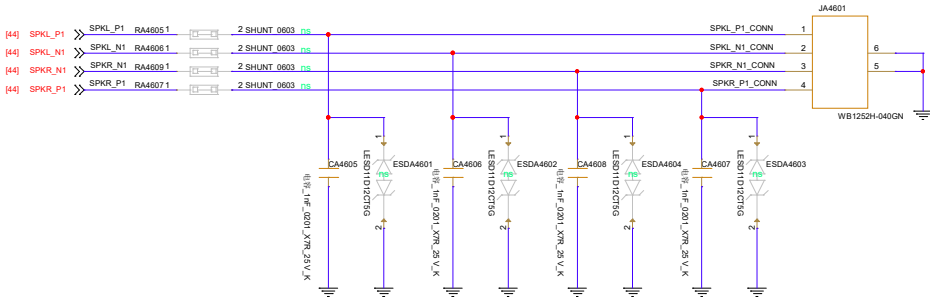 JA4601
[44] SPKL_P1 SPKL_P1 RA4605 1 2 SHUNT_0603 ns SPKL_P1_CONN 1
[44] SPKL_N1 SPKL_N1 RA4606 1 2 SHUNT_0603 ns SPKL_N1_CONN 2 6
[44] SPKR_N1 SPKR_N1 RA4609 1 2 SHUNT_0603 ns SPKR_N1_CONN 3 5
[44] SPKR_P1 SPKR_P1 RA4607 1 2 SHUNT_0603 ns SPKR_P1_CONN 4
WB1252H-040GN
1 1 1 1
CA4605 ESDA4601 CA4606 ESDA4602 CA4608 ESDA4604 CA4607 ESDA4603
ns ns ns ns
电容_1nF_0201_X7R_25V_K
LESD11D12CT5G
电容_1nF_0201_X7R_25V_K
LESD11D12CT5G
电容_1nF_0201_X7R_25V_K
LESD11D12CT5G
电容_1nF_0201_X7R_25V_K
LESD11D12CT5G
2 2 2 2